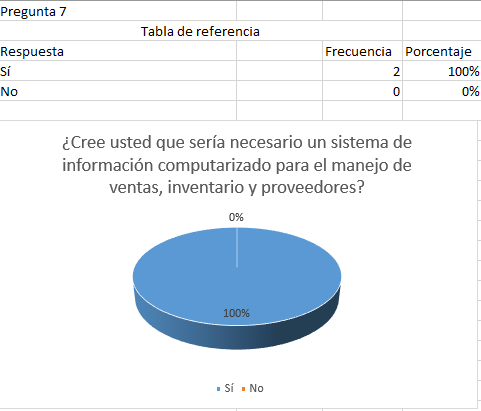 Pregunta 7
Tabla de referencia
Respuesta Frecuencia Porcentaje
Sí 2 100%
No 0 0%
¿Cree usted que sería necesario un sistema de
información computarizado para el manejo de
ventas, inventario y proveedores?
0%
100%
Sí No